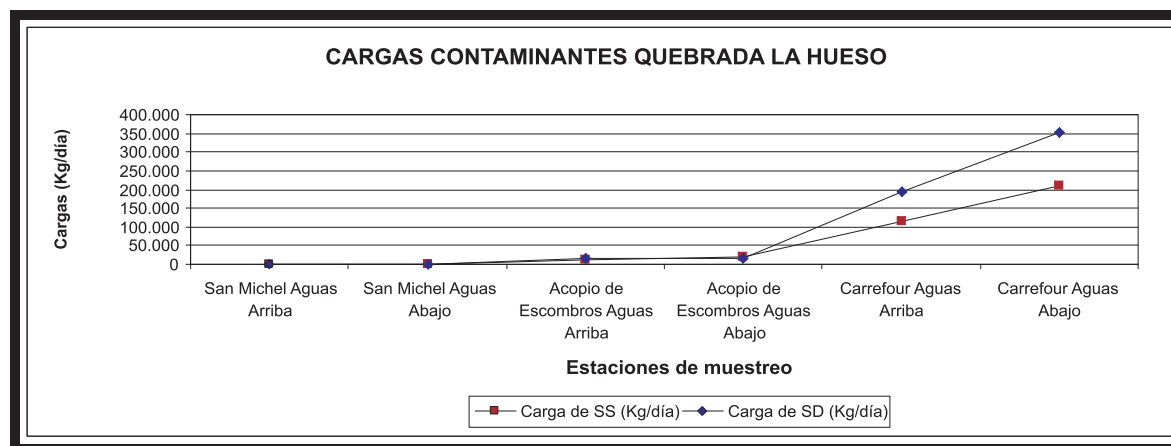 CARGAS CONTAMINANTES QUEBRADA LA HUESO
Cargas (Kg/día)
400.000
350.000
300.000
250.000
200.000
150.000
100.000
50.000
0
San Michel Aguas
Arriba
San Michel Aguas
Abajo
Acopio de
Escombros Aguas
Arriba
Acopio de
Escombros Aguas
Abajo
Carrefour Aguas
Arriba
Carrefour Aguas
Abajo
Estaciones de muestreo
Carga de SS (Kg/día)
Carga de SD (Kg/día)